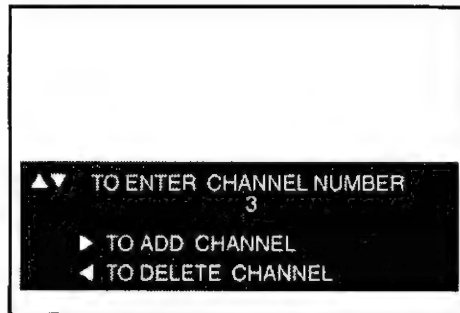 ▲▼ TO ENTER CHANNEL NUMBER
3
▶ TO ADD CHANNEL
◀ TO DELETE CHANNEL